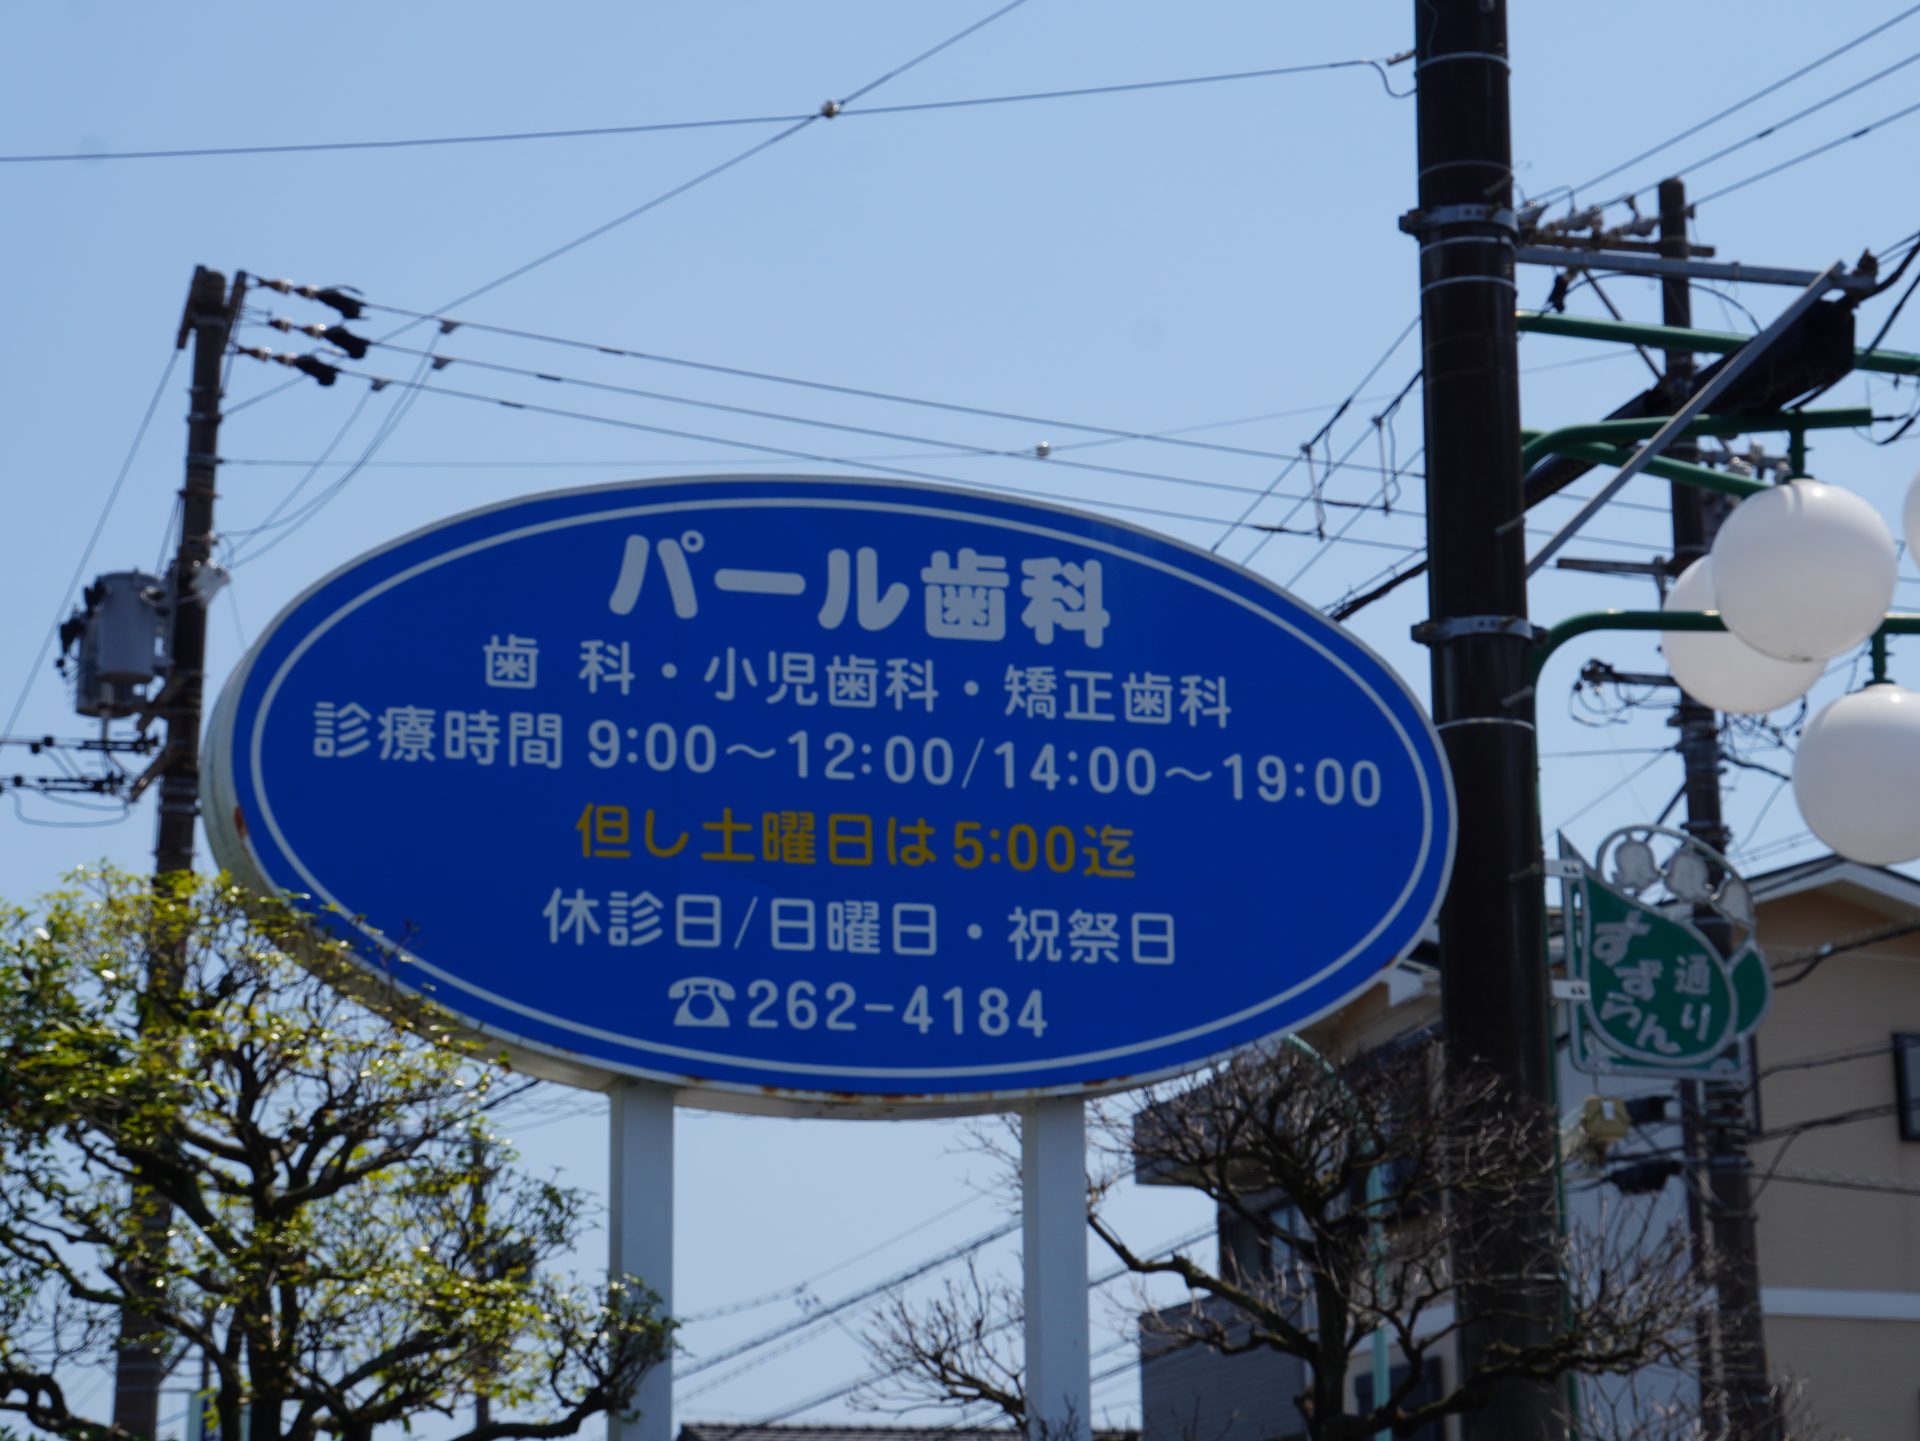 パール歯科
歯 科・小児歯科・矯正歯科
診療時間 9:00〜12:00/14:00〜19:00
但し土曜日は5:00迄
休診日/日曜日・祝祭日
☎262-4184
すずらん
通り